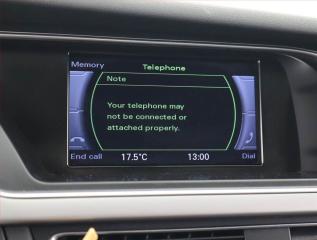 Memory
Telephone
Note
Your telephone may
not be connected or
attached properly.
End call 17.5°C 13:00 Dial